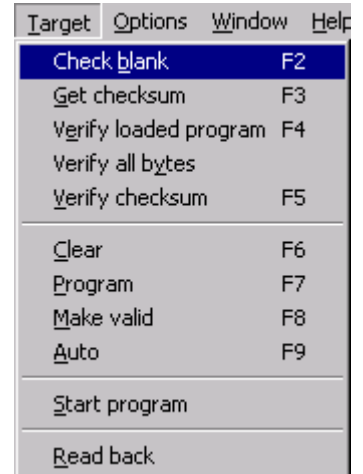 Target Options Window Help
Check blank F2
Get checksum F3
Verify loaded program F4
Verify all bytes
Verify checksum F5
Clear F6
Program F7
Make valid F8
Auto F9
Start program
Read back